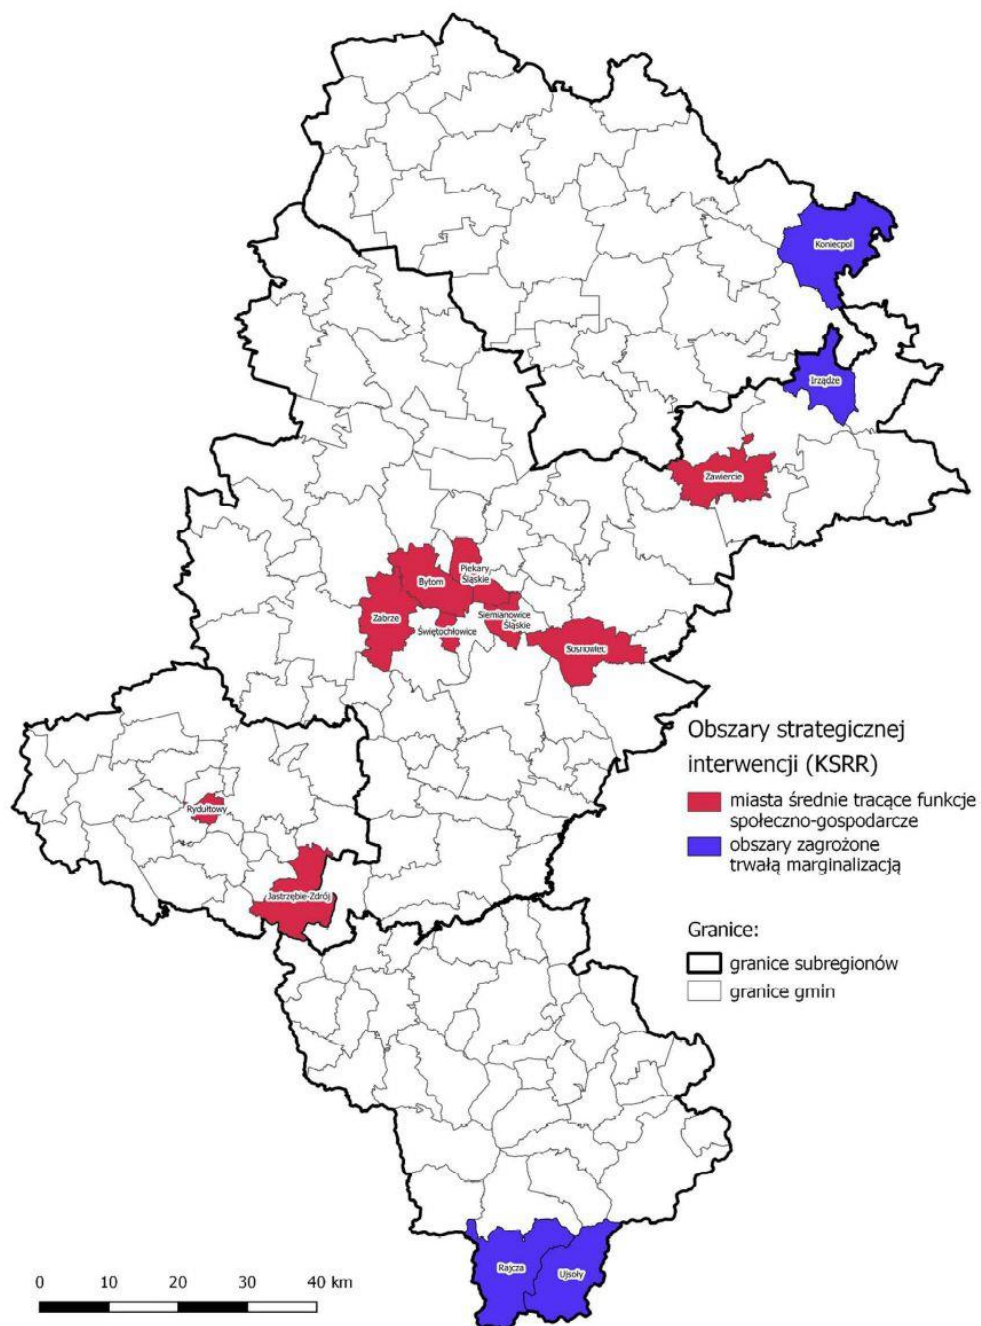 Koniecpol
Irządze
Zawiercie
Piekary
Śląskie
Bytom
Zabrze
Siemianowice
Śląskie
Świętochłowice
Sosnowiec
Obszary strategicznej
interwencji (KSRR)
miasta średnie tracące funkcje
społeczno-gospodarcze
obszary zagrożone
trwałą marginalizacją
Rydułtowy
Jastrzębie-Zdrój
Granice:
granice subregionów
granice gmin
Rajcza
Ujsoły
0 10 20 30 40 km